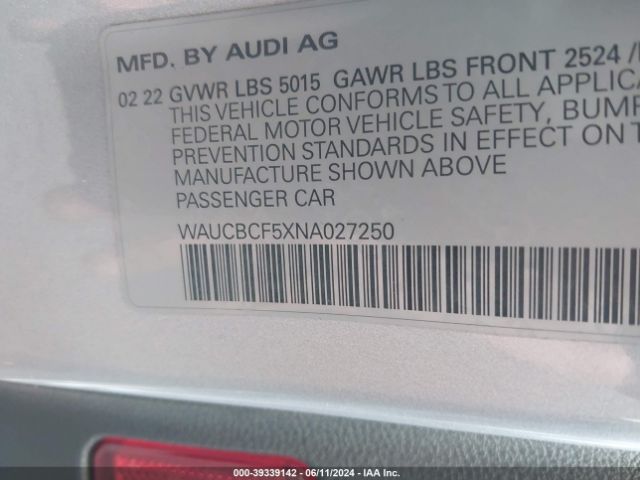 MFD. BY AUDI AG
02 22 GVWR LBS 5015 GAWR LBS FRONT 2524 /
THIS VEHICLE CONFORMS TO ALL APPLICA
FEDERAL MOTOR VEHICLE SAFETY, BUMP
PREVENTION STANDARDS IN EFFECT ON T
MANUFACTURE SHOWN ABOVE
PASSENGER CAR
WAUCBCF5XNA027250
000-39339142 - 06/11/2024 - IAA Inc.